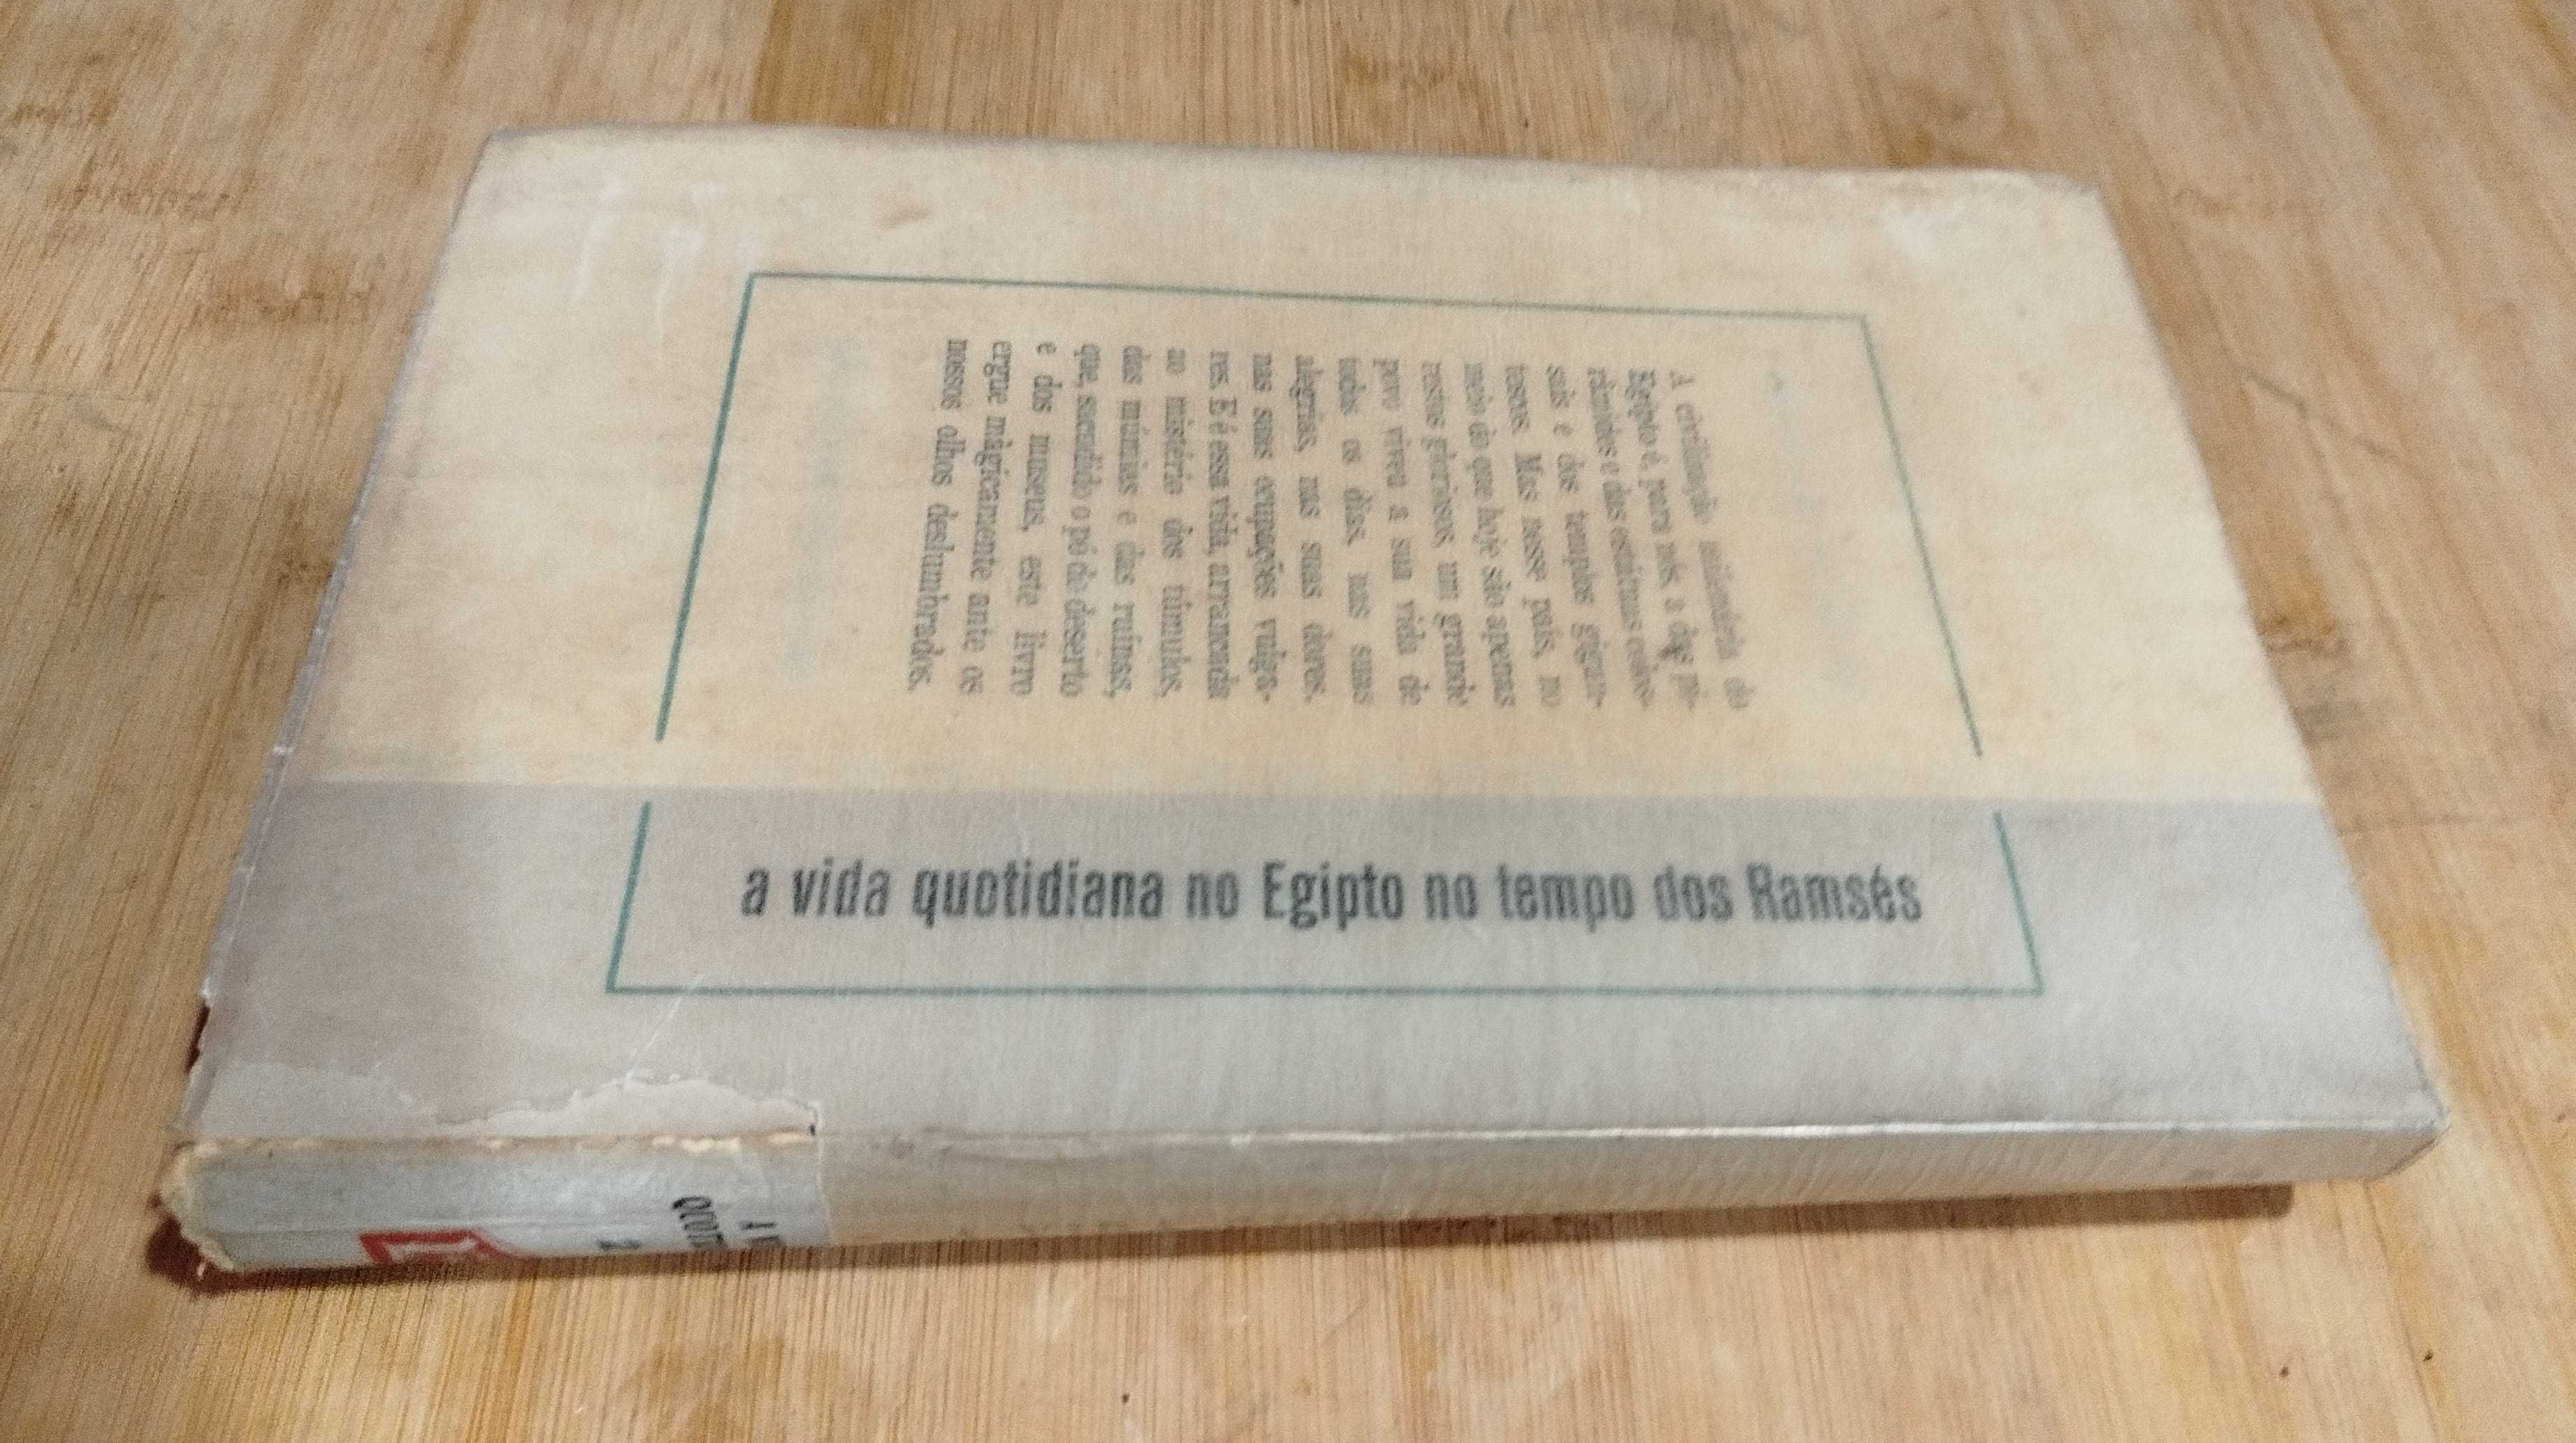 A civilização milenária do
Egipto é, para nós, a das pi-
râmides e das estátuas colos-
sais e dos templos gigan-
tescos. Mas nesse país, no
meio do que hoje são apenas
restos gloriosos, um grande
povo viveu a sua vida de
todos os dias, nas suas
alegrias, nas suas dores,
nas suas ocupações vulga-
res. E é essa vida, arrancada
ao mistério dos túmulos,
das múmias e das ruínas,
que, sacudido o pó do deserto
e dos museus, este livro
ergue màgicamente ante os
nossos olhos deslumbrados.
a vida quotidiana no Egipto no tempo dos Ramsés
2